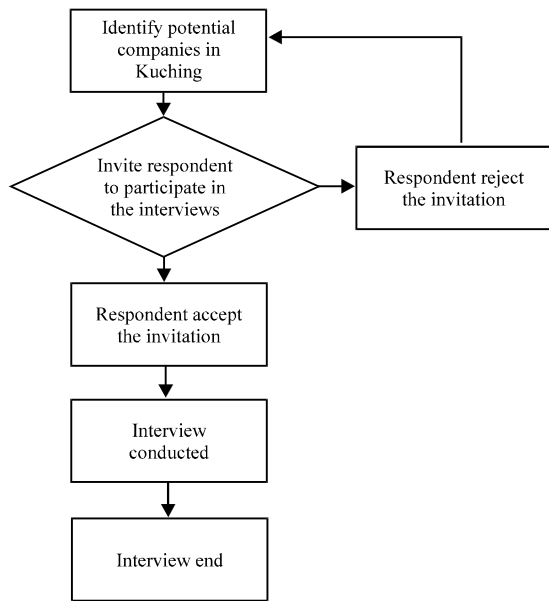 Identify potential
companies in
Kuching
Invite respondent
to participate in
the interviews
Respondent reject
the invitation
Respondent accept
the invitation
Interview
conducted
Interview end